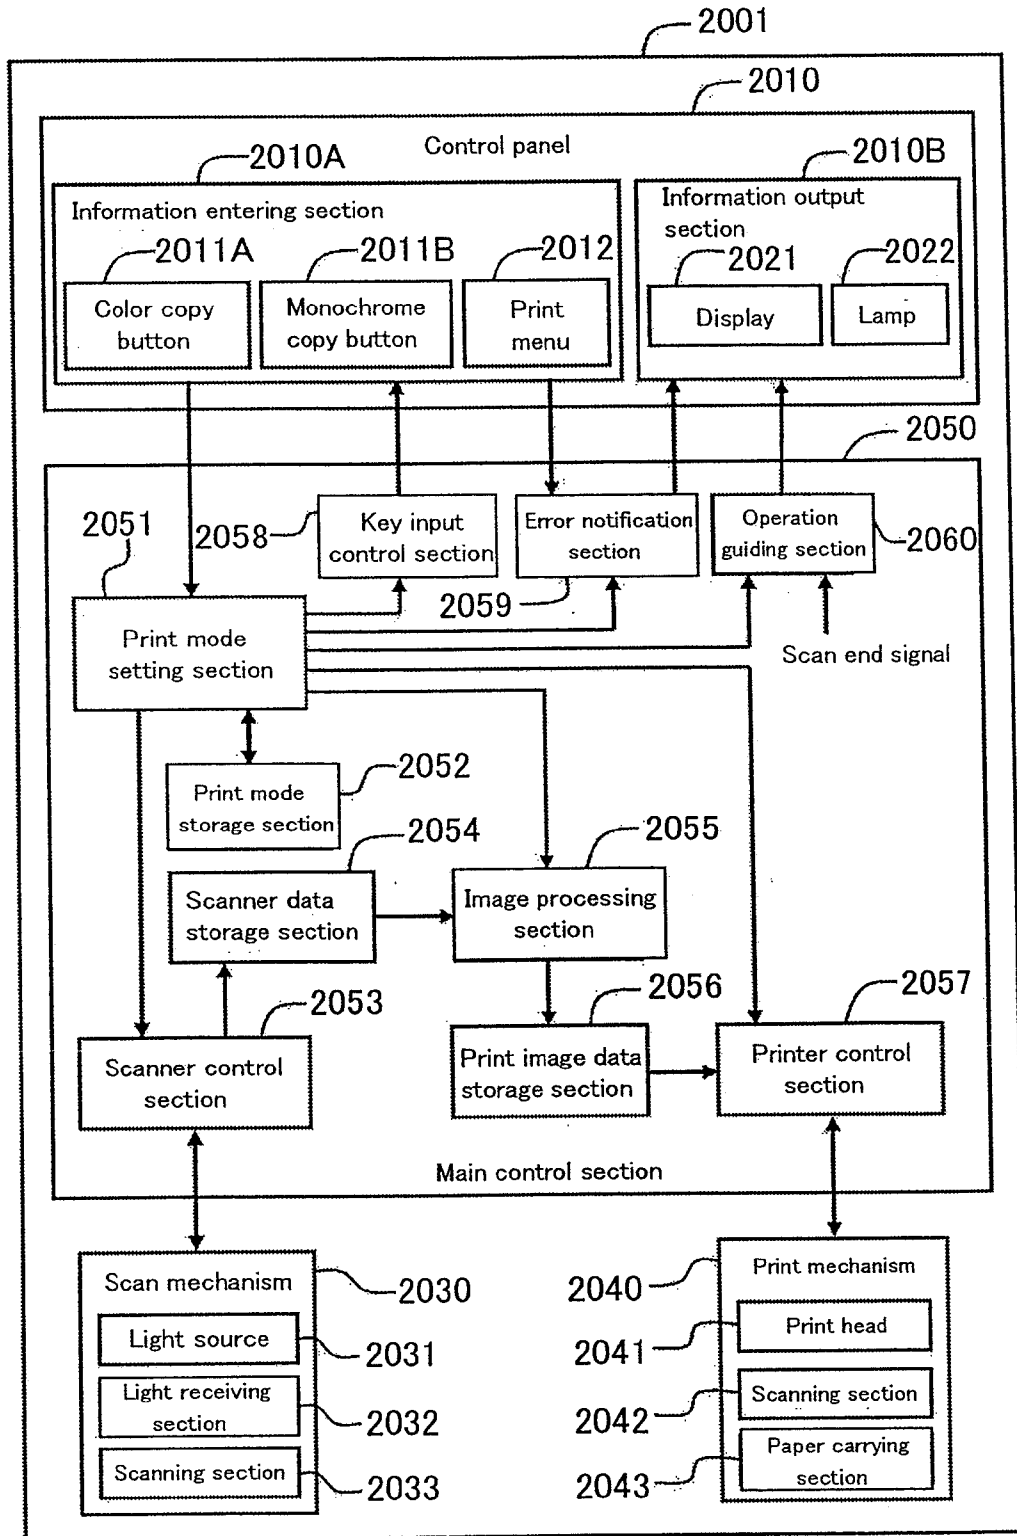 2001
2010
Control panel
2010A
2010B
Information entering section
Information output
section
2011A
2011B
2012
2021
2022
Color copy
button
Monochrome
copy button
Print
menu
Display
Lamp
2050
2051
2058
Key input
control section
Error notification
section
2059
Operation
guiding section
2060
Print mode
setting section
Scan end signal
2052
Print mode
storage section
2054
2055
Scanner data
storage section
Image processing
section
2053
2056
2057
Scanner control
section
Print image data
storage section
Printer control
section
Main control section
Scan mechanism
2030
Light source
2031
Light receiving
section
2032
Scanning section
2033
2040
Print mechanism
Print head
2041
Scanning section
2042
Paper carrying
section
2043